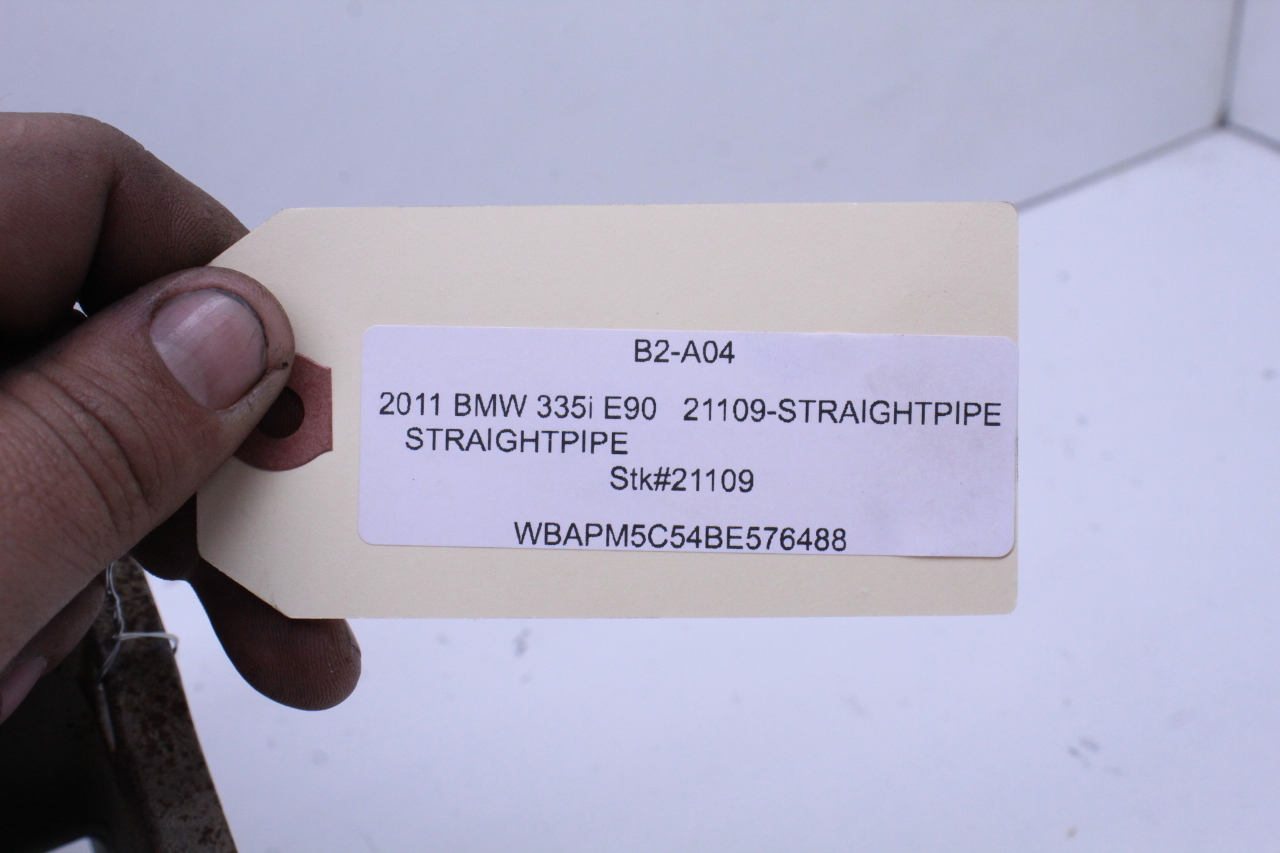 B2-A04
2011 BMW 335i E90 21109-STRAIGHTPIPE
STRAIGHTPIPE
Stk#21109
WBAPM5C54BE576488